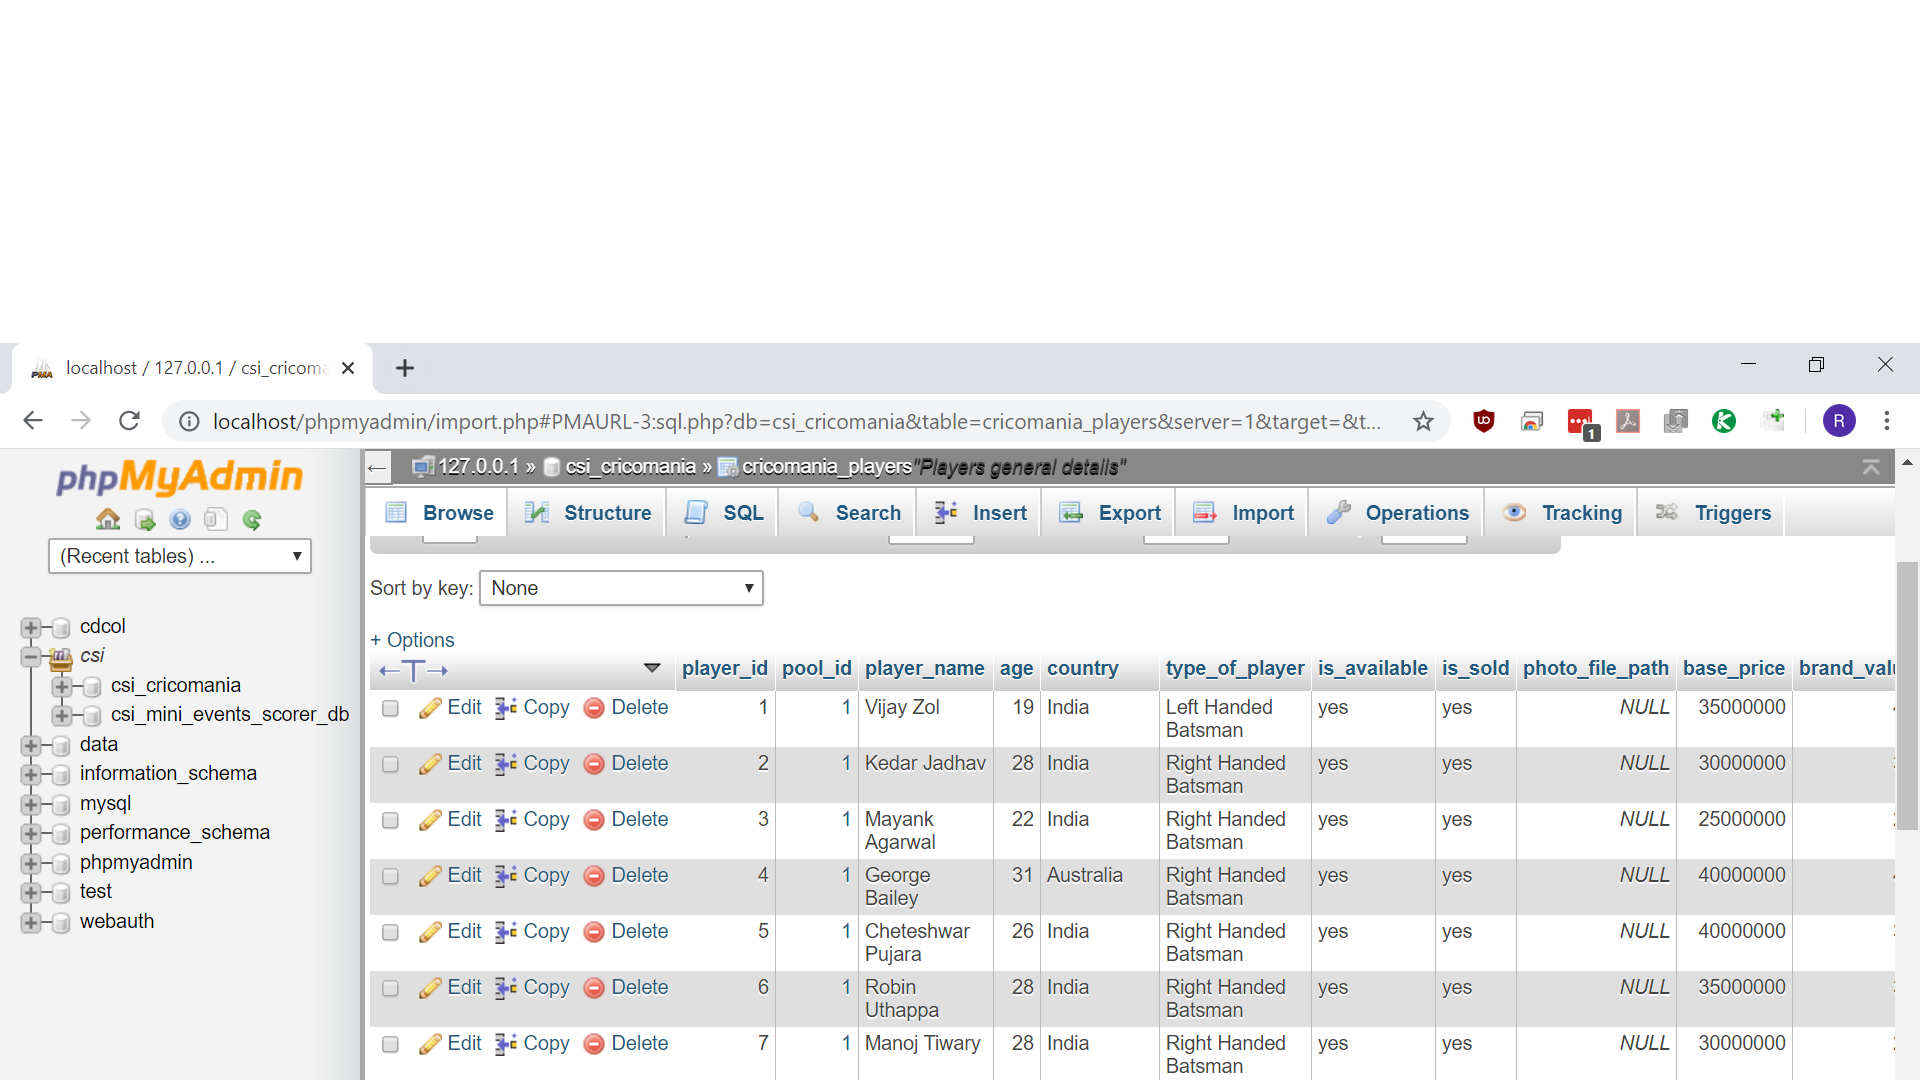 localhost / 127.0.0.1 / csi_cricoma
localhost/phpmyadmin/import.php#PMAURL-3:sql.php?db=csi_cricomania&table=cricomania_players&server=1&target=&t...
1
R
phpMyAdmin
127.0.0.1 » csi_cricomania » cricomania_players "Players general details"
Browse Structure SQL Search Insert Export Import Operations Tracking Triggers
(Recent tables) ...
Sort by key: None
cdcol
csi
csi_cricomania
csi_mini_events_scorer_db
data
information_schema
mysql
performance_schema
phpmyadmin
test
webauth
+ Options
player_id pool_id player_name age country type_of_player is_available is_sold photo_file_path base_price brand_valu
Edit Copy Delete 1 1 Vijay Zol 19 India Left Handed Batsman yes yes NULL 35000000
Edit Copy Delete 2 1 Kedar Jadhav 28 India Right Handed Batsman yes yes NULL 30000000
Edit Copy Delete 3 1 Mayank Agarwal 22 India Right Handed Batsman yes yes NULL 25000000
Edit Copy Delete 4 1 George Bailey 31 Australia Right Handed Batsman yes yes NULL 40000000
Edit Copy Delete 5 1 Cheteshwar Pujara 26 India Right Handed Batsman yes yes NULL 40000000
Edit Copy Delete 6 1 Robin Uthappa 28 India Right Handed Batsman yes yes NULL 35000000
Edit Copy Delete 7 1 Manoj Tiwary 28 India Right Handed Batsman yes yes NULL 30000000